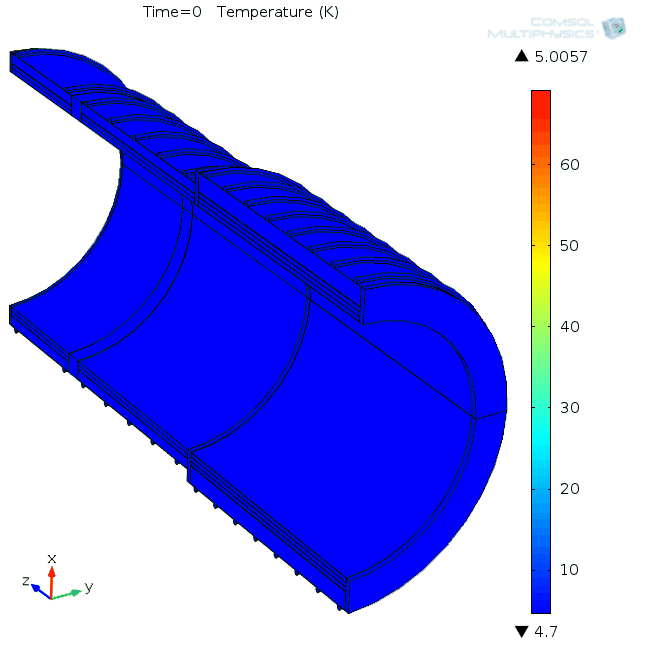 Time=0 Temperature (K)
COMSOL
MULTIPHYSICS®
▲ 5.0057
60
50
40
30
20
10
▼ 4.7
x
z
y